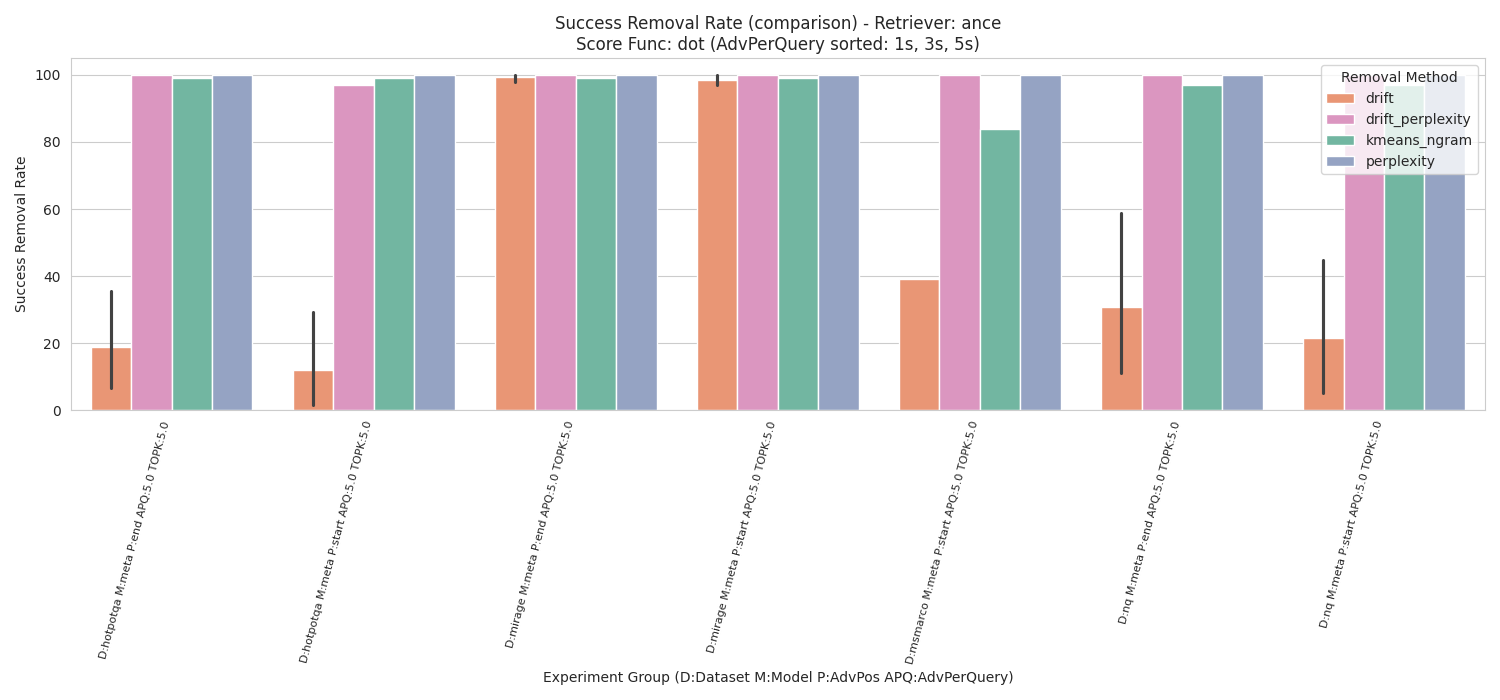 Success Removal Rate (comparison) - Retriever: ance
Score Func: dot (AdvPerQuery sorted: 1s, 3s, 5s)
Success Removal Rate
100
80
60
40
20
0
Removal Method
drift
drift_perplexity
kmeans_ngram
perplexity
D:hotpotqa M:meta P:end APQ:5.0 TOPK:5.0
D:hotpotqa M:meta P:start APQ:5.0 TOPK:5.0
D:mirage M:meta P:end APQ:5.0 TOPK:5.0
D:mirage M:meta P:start APQ:5.0 TOPK:5.0
D:msmarco M:meta P:start APQ:5.0 TOPK:5.0
D:nq M:meta P:end APQ:5.0 TOPK:5.0
D:nq M:meta P:start APQ:5.0 TOPK:5.0
Experiment Group (D:Dataset M:Model P:AdvPos APQ:AdvPerQuery)